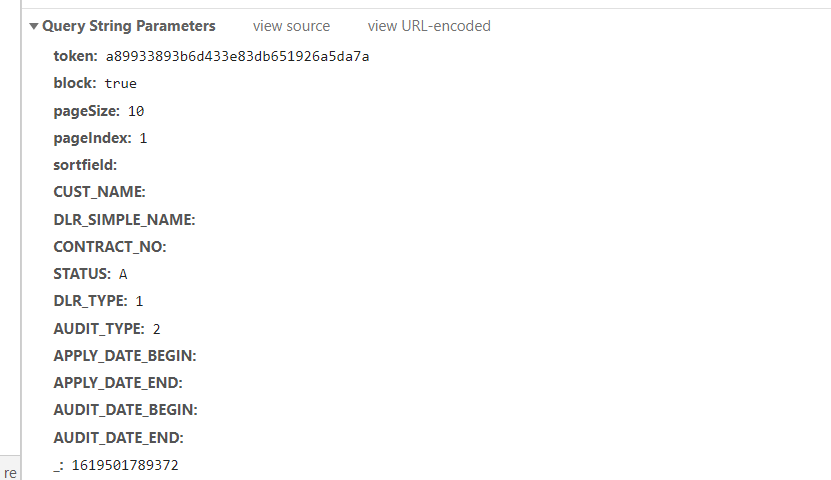 Query String Parameters view source view URL-encoded
token: a89933893b6d433e83db651926a5da7a
block: true
pageSize: 10
pageIndex: 1
sortfield:
CUST_NAME:
DLR_SIMPLE_NAME:
CONTRACT_NO:
STATUS: A
DLR_TYPE: 1
AUDIT_TYPE: 2
APPLY_DATE_BEGIN:
APPLY_DATE_END:
AUDIT_DATE_BEGIN:
AUDIT_DATE_END:
_: 1619501789372
re